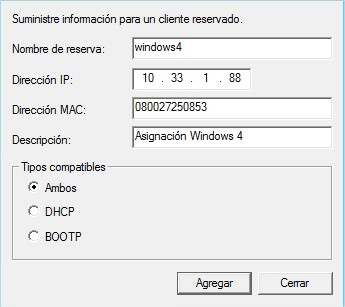 Suministre información para un cliente reservado.
Nombre de reserva: windows4
Dirección IP: 10 . 33 . 1 . 88
Dirección MAC: 080027250853
Descripción: Asignación Windows 4
Tipos compatibles
Ambos
DHCP
BOOTP
Agregar Cerrar